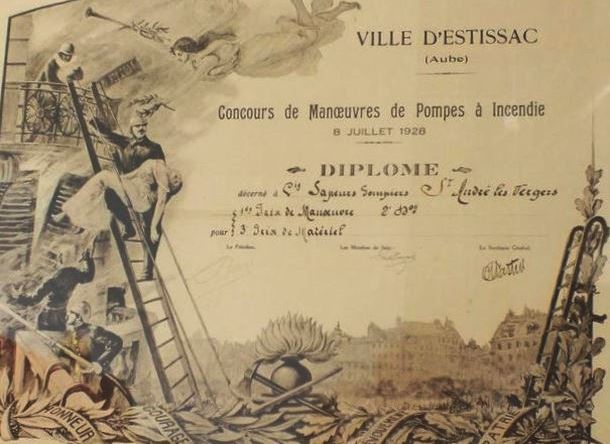 VILLE D'ESTISSAC
(Aube)
Concours de Manœuvres de Pompes à Incendie
8 JUILLET 1928
DIPLOME
décerné à Cie Sapeurs Pompiers St André les Vergers
1er Prix de Manœuvre 2e Don
pour 3e Prix de Matériel
Le Président, Les Membres du Jury, Le Secrétaire Général,
HONNEUR
COURAGE